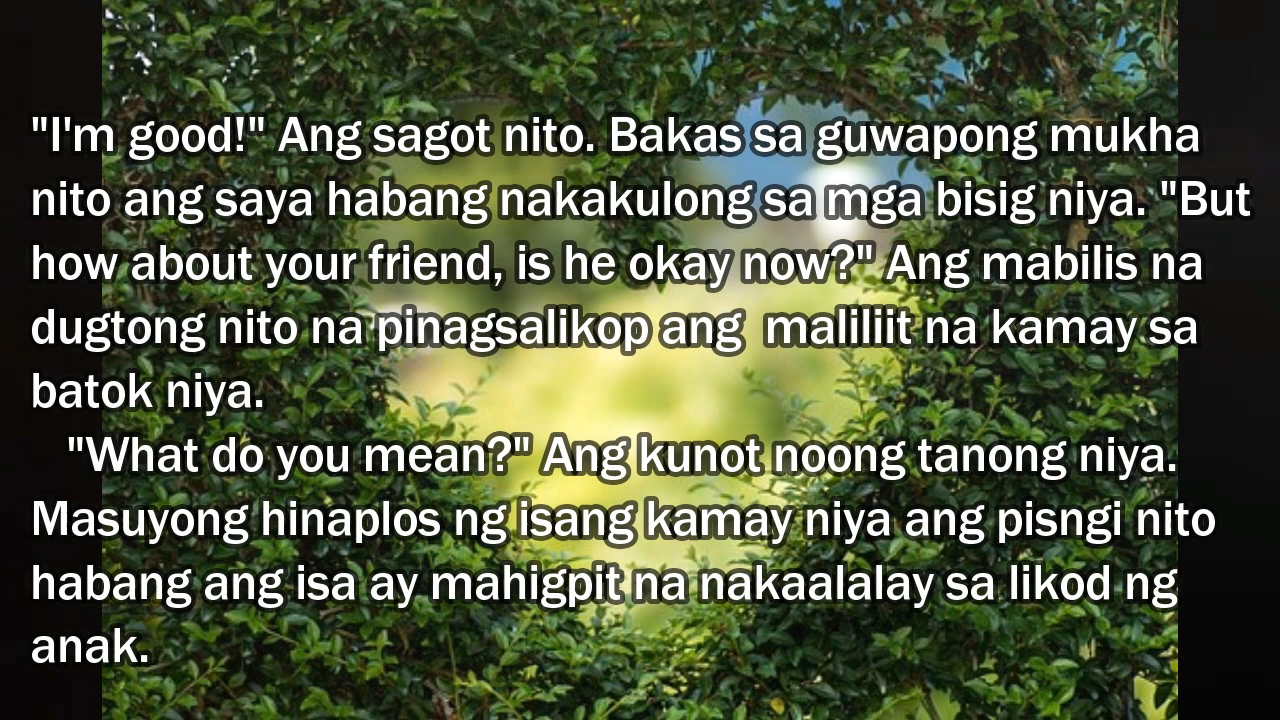 "I'm good!" Ang sagot nito. Bakas sa guwapong mukha
nito ang saya habang nakakulong sa mga bisig niya. "But
how about your friend, is he okay now?" Ang mabilis na
dugtong nito na pinagsalikop ang  maliliit na kamay sa
batok niya.
"What do you mean?" Ang kunot noong tanong niya.
Masuyong hinaplos ng isang kamay niya ang pisngi nito
habang ang isa ay mahigpit na nakaalalay sa likod ng
anak.